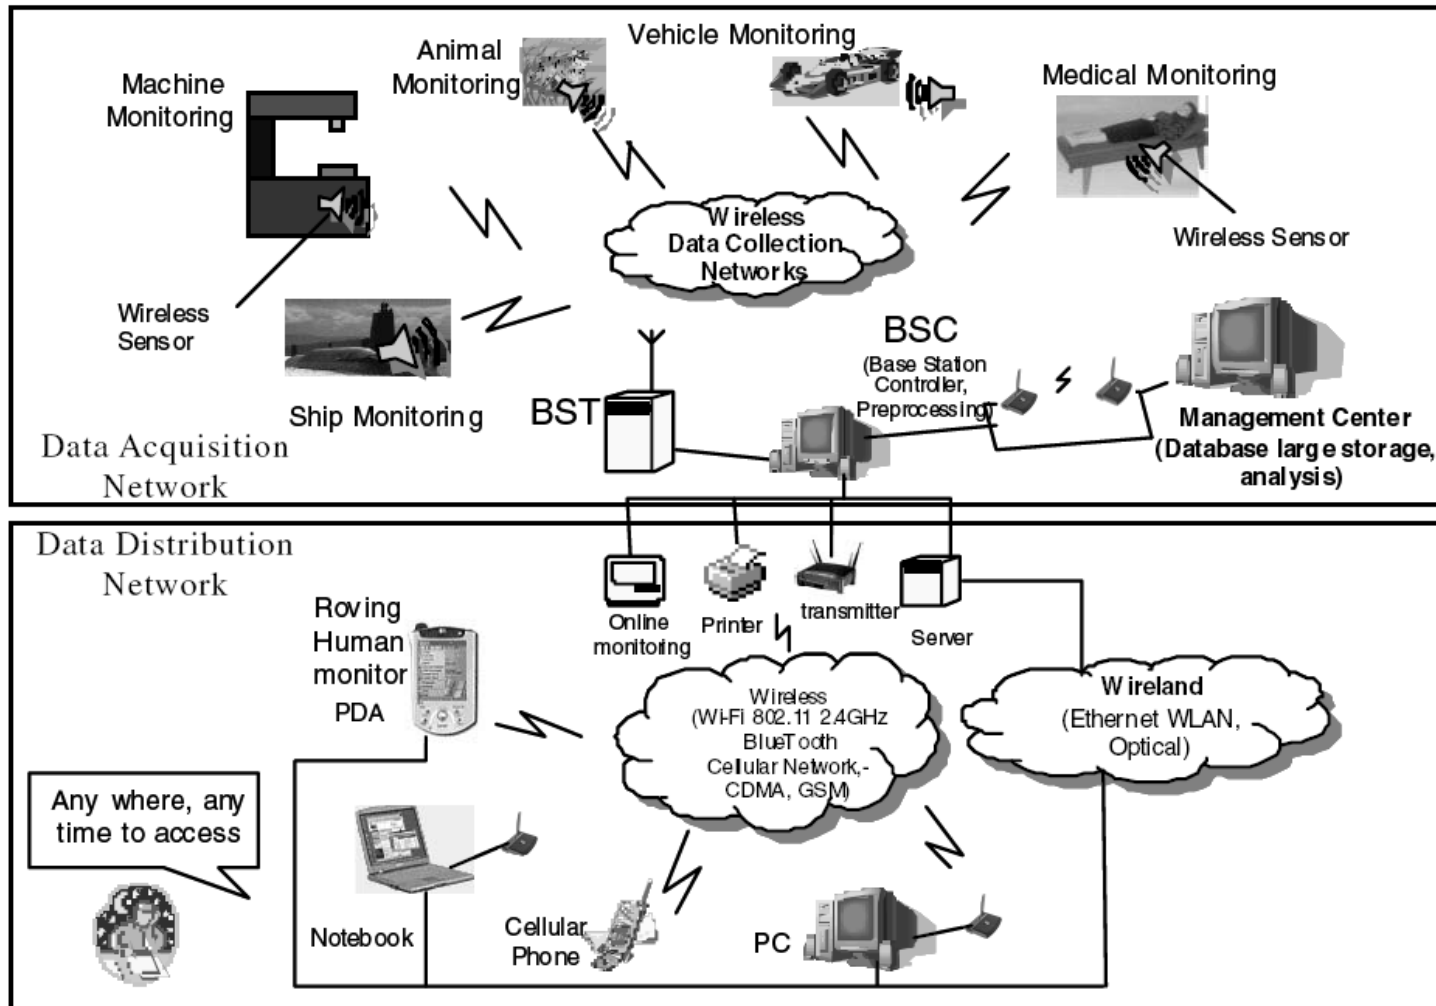 Vehicle Monitoring
Animal
Monitoring
Medical Monitoring
Machine
Monitoring
Wireless
Data Collection
Networks
Wireless Sensor
Wireless
Sensor
BSC
(Base Station
Controller,
Preprocessing)
BST
Ship Monitoring
Management Center
(Database large storage,
analysis)
Data Acquisition
Network
Data Distribution
Network
Online
monitoring
Printer
transmitter
Server
Roving
Human
monitor
PDA
Wireless
(Wi-Fi 802.11 2.4GHz
BlueTooth
Cellular Network,-
CDMA, GSM)
Wireland
(Ethernet WLAN,
Optical)
Any where, any
time to access
Notebook
Cellular
Phone
PC